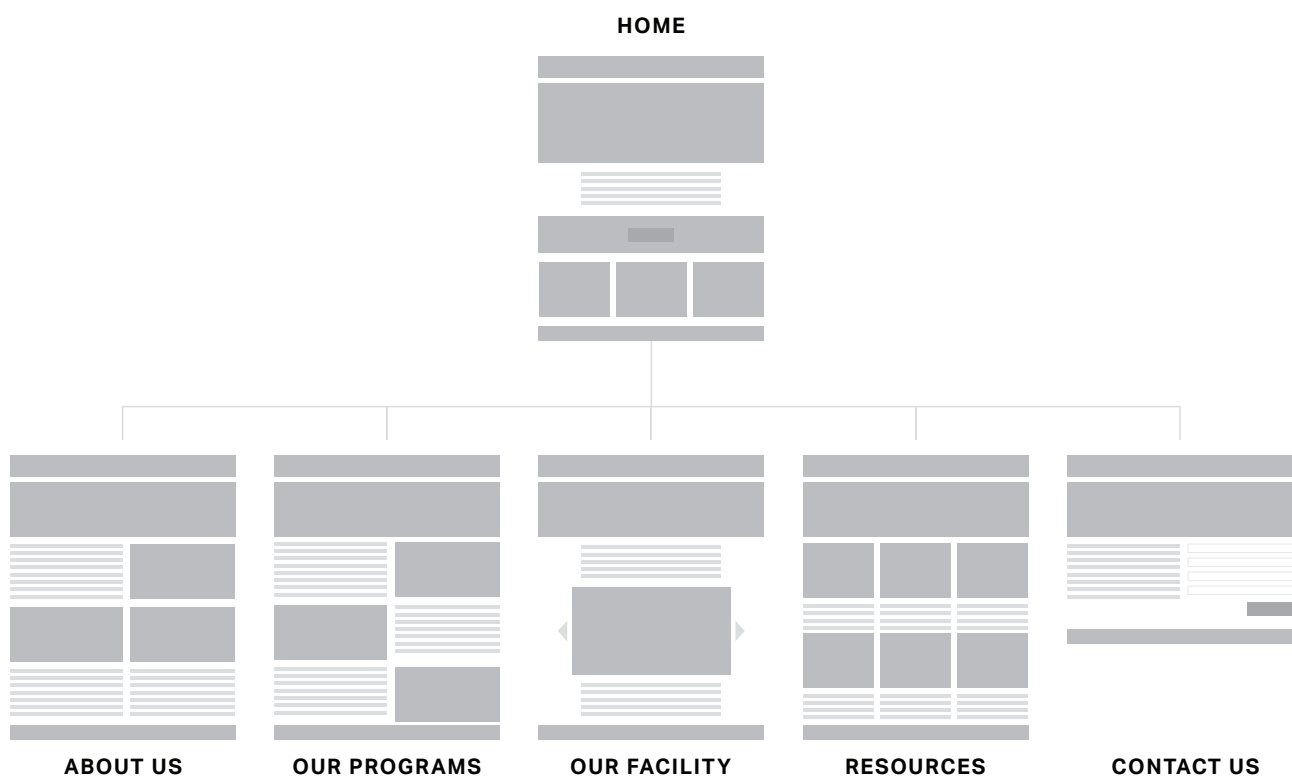 HOME
ABOUT US
OUR PROGRAMS
OUR FACILITY
RESOURCES
CONTACT US